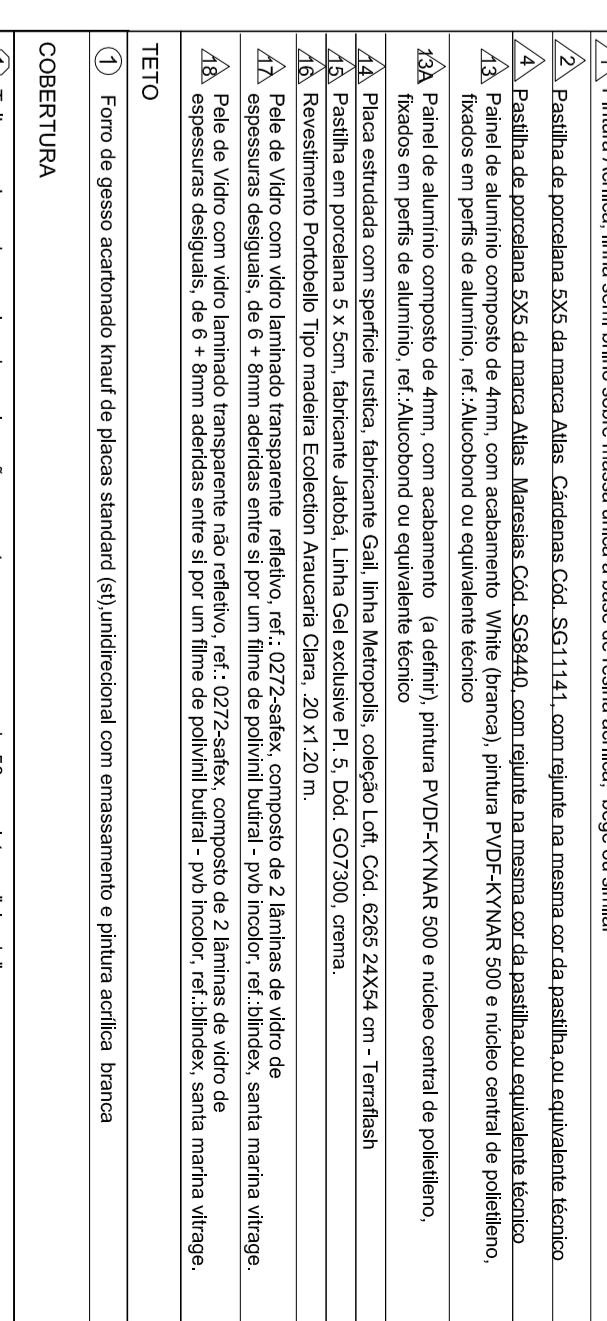 2 Pastilha de porcelana 5X5 da marca Atlas Cárdenas Cód. SG11141, com rejunte na mesma cor da pastilha,ou equivalente técnico
4 Pastilha de porcelana 5X5 da marca Atlas Maresias Cód. SG8440, com rejunte na mesma cor da pastilha,ou equivalente técnico
13 Painel de alumínio composto de 4mm, com acabamento White (branca), pintura PVDF-KYNAR 500 e núcleo central de polietileno,
fixados em perfis de alumínio, ref.:Alucobond ou equivalente técnico
13A Painel de alumínio composto de 4mm, com acabamento (a definir), pintura PVDF-KYNAR 500 e núcleo central de polietileno,
fixados em perfis de alumínio, ref.:Alucobond ou equivalente técnico
14 Placa estrudada com sperficie rustica, fabricante Gail, linha Metropolis, coleção Loft, Cód. 6265 24X54 cm - Terraflash
15 Pastilha em porcelana 5 x 5cm, fabricante Jatobá, Linha Gel exclusive Pl. 5, Dód. GO7300, crema.
16 Revestimento Portobello Tipo madeira Ecolection Araucaria Clara, .20 x1.20 m.
17 Pele de Vidro com vidro laminado transparente refletivo, ref.: 0272-safex, composto de 2 lâminas de vidro de
espessuras desiguais, de 6 + 8mm aderidas entre si por um filme de polivinil butiral - pvb incolor, ref.:blindex, santa marina vitrage.
18 Pele de Vidro com vidro laminado transparente não refletivo, ref.: 0272-safex, composto de 2 lâminas de vidro de
espessuras desiguais, de 6 + 8mm aderidas entre si por um filme de polivinil butiral - pvb incolor, ref.:blindex, santa marina vitrage.
TETO
1 Forro de gesso acartonado knauf de placas standard (st),unidirecional com emassamento e pintura acrílica branca
COBERTURA